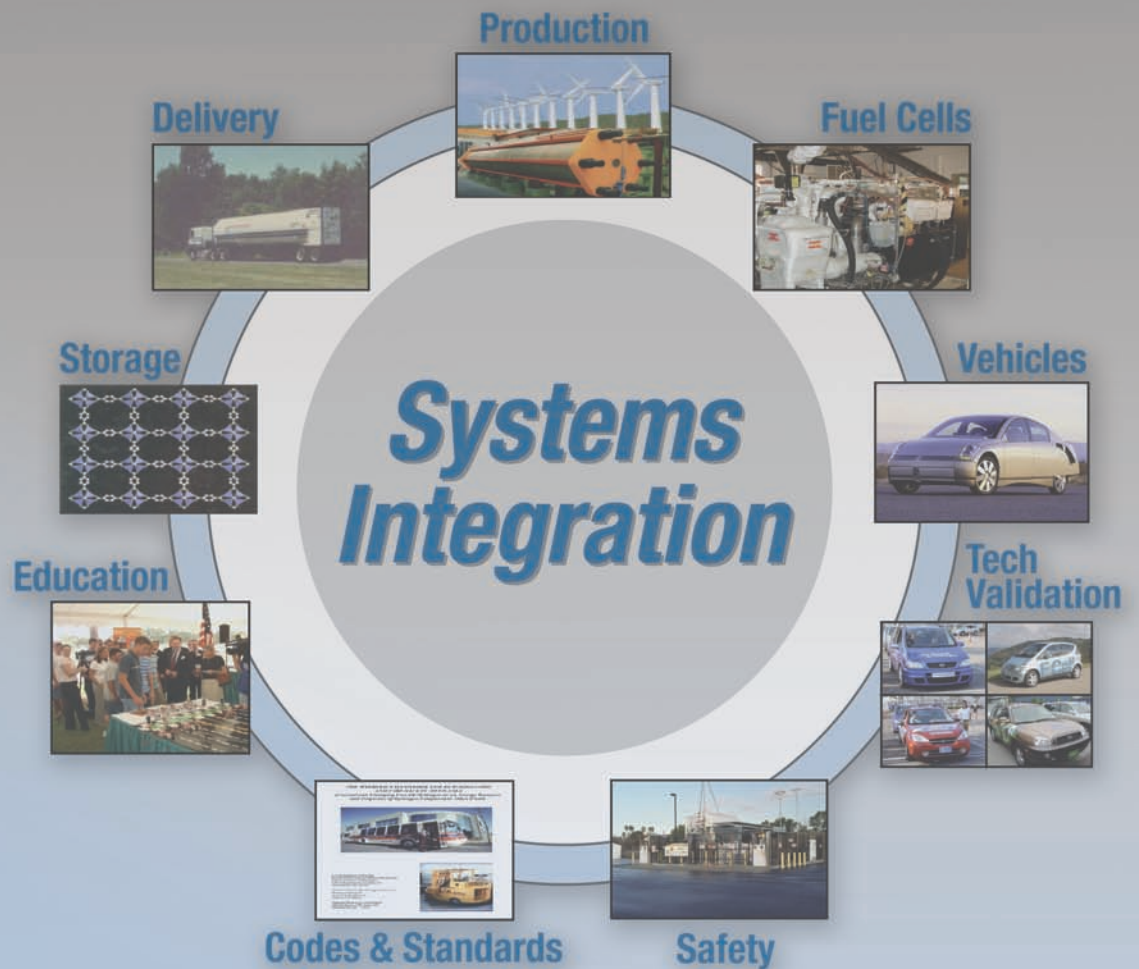 Production
Delivery
Fuel Cells
Storage
Vehicles
Systems
Integration
Tech
Validation
Education
Codes & Standards
Safety